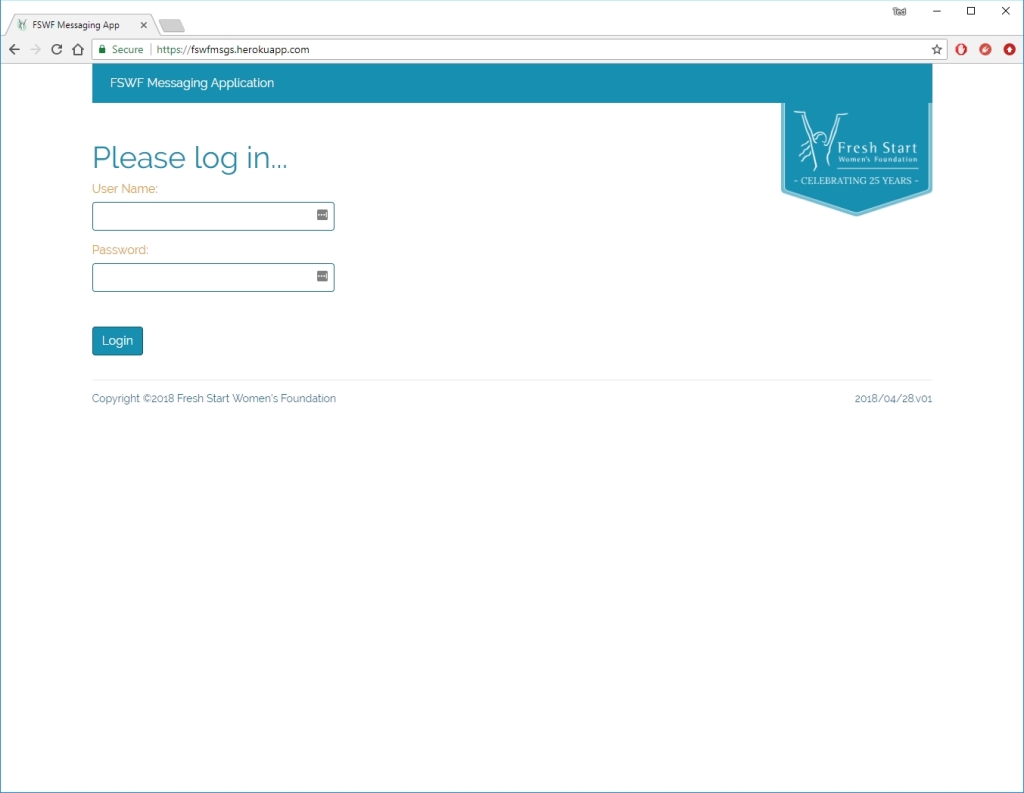 Ted
FSWF Messaging App
Secure | https://fswfmsgs.herokuapp.com
FSWF Messaging Application
Fresh Start
Women's Foundation
- CELEBRATING 25 YEARS -
Please log in...
User Name:
Password:
Login
Copyright ©2018 Fresh Start Women's Foundation
2018/04/28.v01